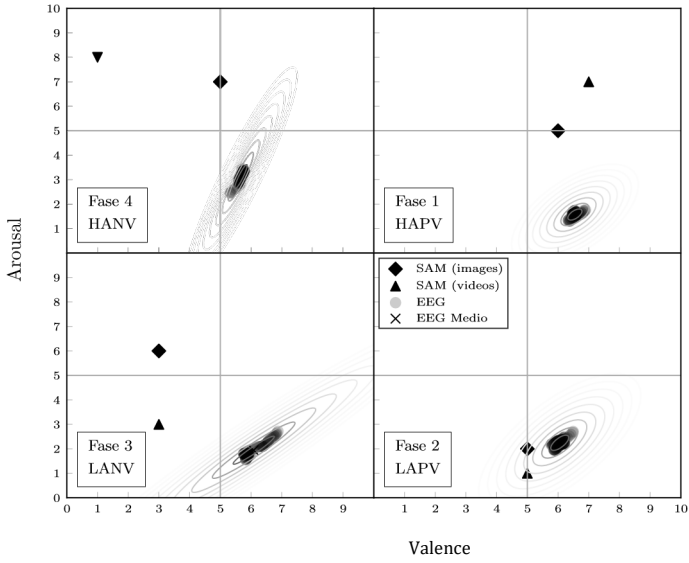 10
9
8
7
6
5
4
3
2
1
Fase 4
HANV
Fase 1
HAPV
Arousal
9
8
7
6
5
4
3
2
1
0
SAM (images)
SAM (videos)
EEG
EEG Medio
Fase 3
LANV
Fase 2
LAPV
0 1 2 3 4 5 6 7 8 9 1 2 3 4 5 6 7 8 9 10
Valence